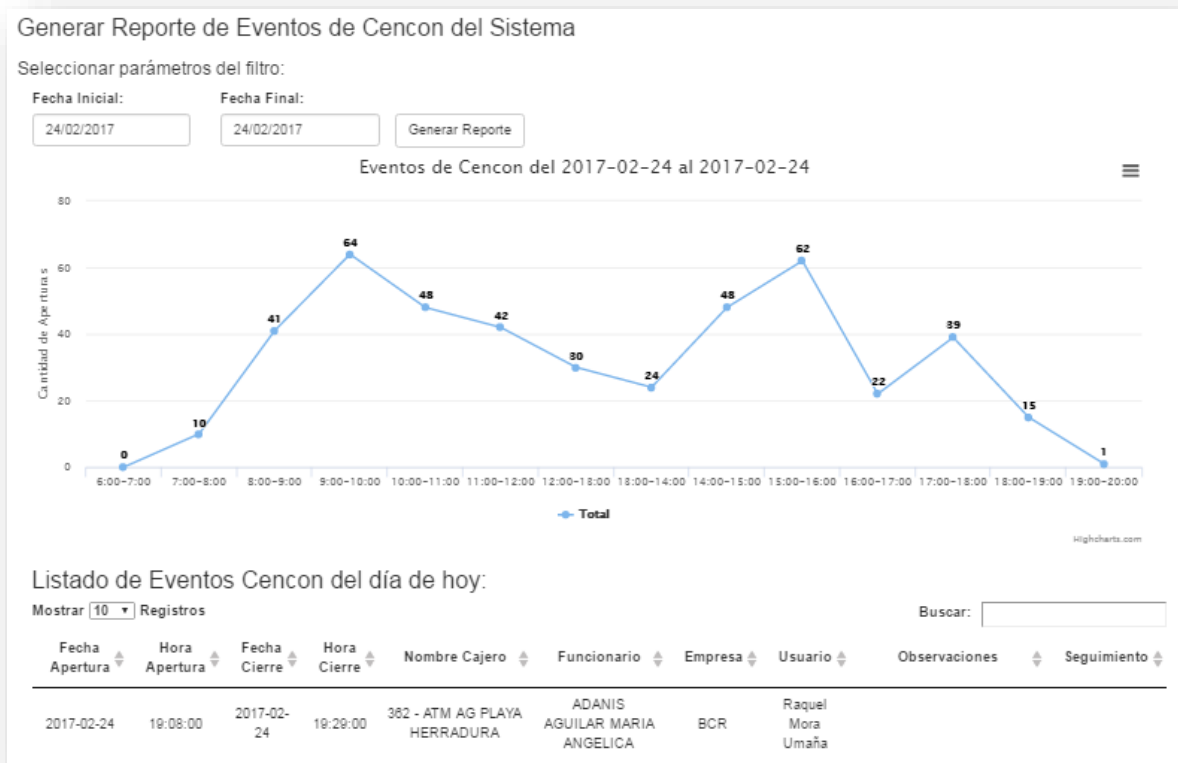 Generar Reporte de Eventos de Cencon del Sistema
Seleccionar parámetros del filtro:
Fecha Inicial: Fecha Final:
24/02/2017 24/02/2017 Generar Reporte
Eventos de Cencon del 2017-02-24 al 2017-02-24
Cantidad de Aperturas
80
60
40
20
0
0 10 41 64 48 42 30 24 48 62 22 39 15 1
6:00-7:00 7:00-8:00 8:00-9:00 9:00-10:00 10:00-11:00 11:00-12:00 12:00-13:00 13:00-14:00 14:00-15:00 15:00-16:00 16:00-17:00 17:00-18:00 18:00-19:00 19:00-20:00
Total
Highcharts.com
Listado de Eventos Cencon del día de hoy:
Mostrar 10 Registros Buscar:
Fecha Apertura Hora Apertura Fecha Cierre Hora Cierre Nombre Cajero Funcionario Empresa Usuario Observaciones Seguimiento
2017-02-24 19:08:00 2017-02-24 19:29:00 362 - ATM AG PLAYA HERRADURA ADANIS AGUILAR MARIA ANGELICA BCR Raquel Mora Umaña